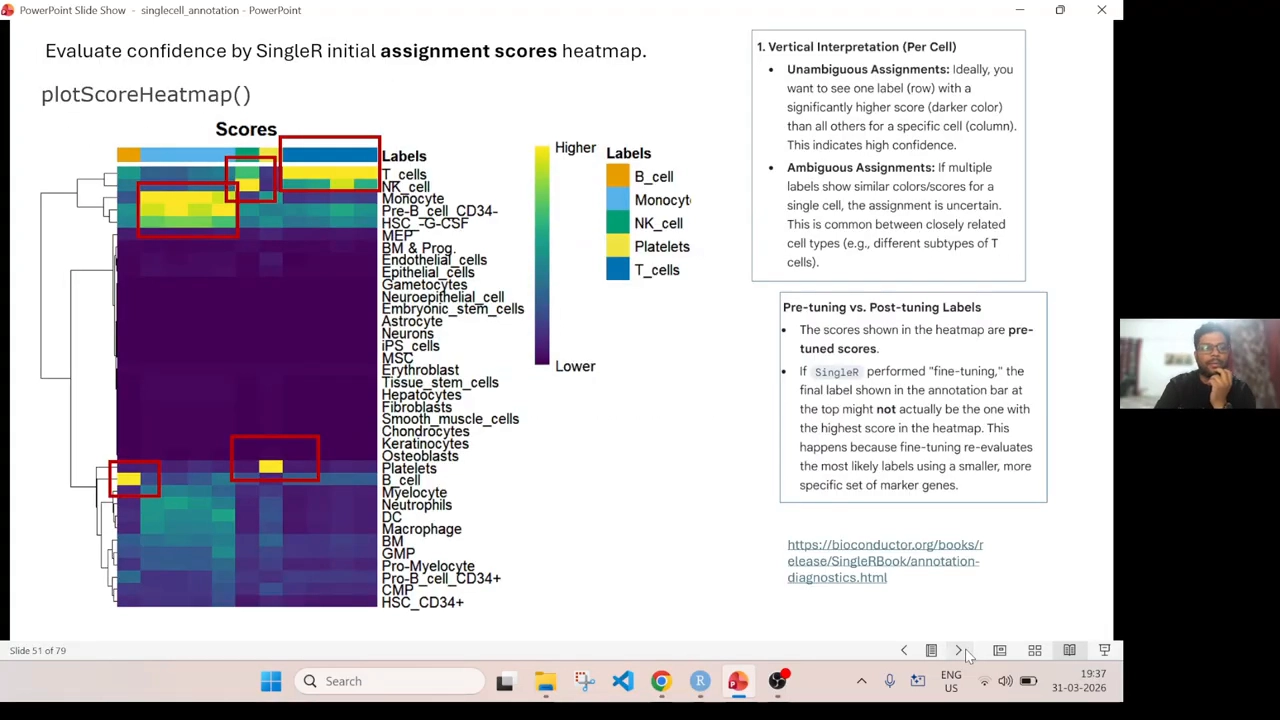 PowerPoint Slide Show - singlecell_annotation - PowerPoint
Evaluate confidence by SingleR initial assignment scores heatmap.
plotScoreHeatmap()
Scores
Labels
T_cells
NK_cell
Monocyte
Pre-B_cell_CD34-
HSC_-G-CSF
MEP
BM & Prog.
Endothelial_cells
Epithelial_cells
Gametocytes
Neuroepithelial_cell
Embryonic_stem_cells
Astrocyte
Neurons
iPS_cells
MSC
Erythroblast
Tissue_stem_cells
Hepatocytes
Fibroblasts
Smooth_muscle_cells
Chondrocytes
Keratinocytes
Osteoblasts
Platelets
B_cell
Myelocyte
Neutrophils
DC
Macrophage
BM
GMP
Pro-Myelocyte
Pro-B_cell_CD34+
CMP
HSC_CD34+
Higher
Lower
Labels
B_cell
Monocyt
NK_cell
Platelets
T_cells
1. Vertical Interpretation (Per Cell)
• Unambiguous Assignments: Ideally, you
want to see one label (row) with a
significantly higher score (darker color)
than all others for a specific cell (column).
This indicates high confidence.
• Ambiguous Assignments: If multiple
labels show similar colors/scores for a
single cell, the assignment is uncertain.
This is common between closely related
cell types (e.g., different subtypes of T
cells).
Pre-tuning vs. Post-tuning Labels
• The scores shown in the heatmap are pre-
tuned scores.
• If SingleR performed "fine-tuning," the
final label shown in the annotation bar
at the top might not actually be the one with
the highest score in the heatmap. This
happens because fine-tuning re-evaluates
the most likely labels using a smaller, more
specific set of marker genes.
https://bioconductor.org/books/r
elease/SingleRBook/annotation-
diagnostics.html
Slide 51 of 79
Search
ENG
US
19:37
31-03-2026